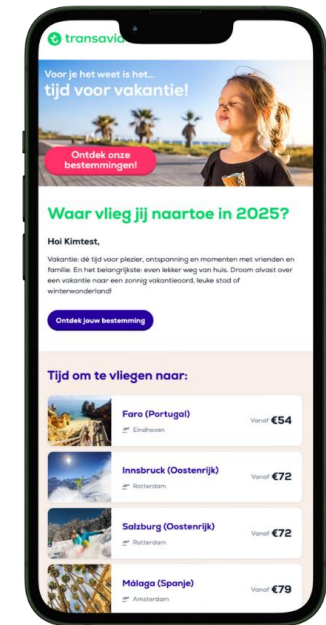 transavia
Voor je het weet is het...
tijd voor vakantie!
Ontdek onze
bestemmingen!
Waar vlieg jij naartoe in 2025?
Hoi Kimtest,
Vakantie: dé tijd voor plezier, ontspanning en momenten met vrienden en
familie. En het belangrijkste: even lekker weg van huis. Droom alvast over
een vakantie naar een zonnig vakantieoord, leuke stad of
winterwonderland!
Ontdek jouw bestemming
Tijd om te vliegen naar:
Faro (Portugal)
Eindhoven
Vanaf €54
Innsbruck (Oostenrijk)
Rotterdam
Vanaf €72
Salzburg (Oostenrijk)
Rotterdam
Vanaf €72
Málaga (Spanje)
Amsterdam
Vanaf €79